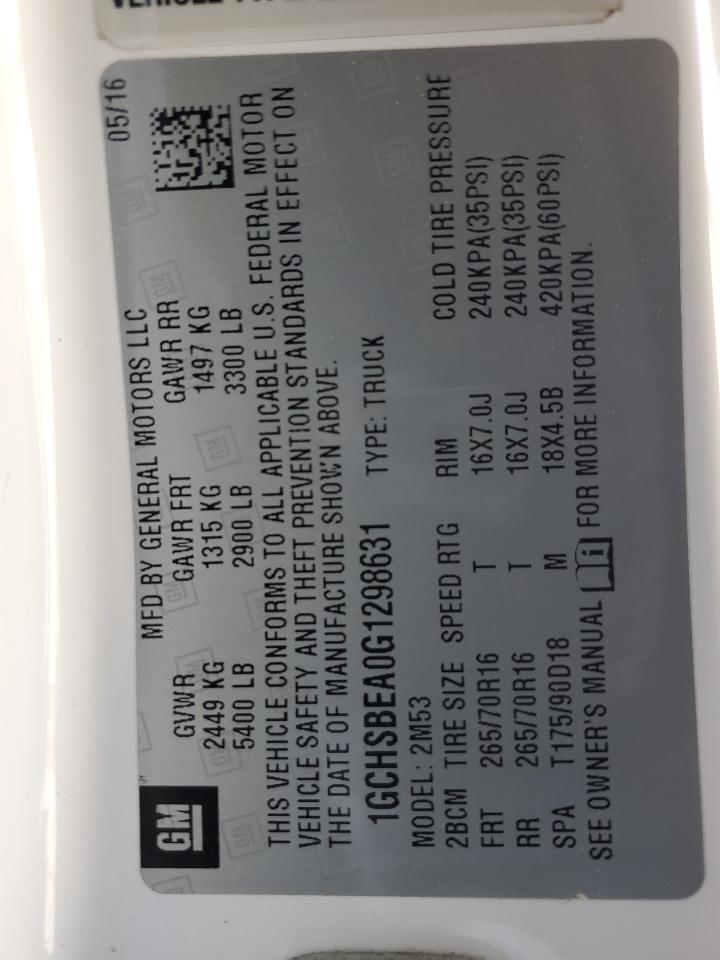 MFD BY GENERAL MOTORS LLC 05/16
GM
GVWR GAWR FRT GAWR RR
2449 KG 1315 KG 1497 KG
5400 LB 2900 LB 3300 LB
THIS VEHICLE CONFORMS TO ALL APPLICABLE U.S. FEDERAL MOTOR
VEHICLE SAFETY AND THEFT PREVENTION STANDARDS IN EFFECT ON
THE DATE OF MANUFACTURE SHOWN ABOVE.
1GCHSBEA0G1298631 TYPE: TRUCK
MODEL: 2M53
2BCM TIRE SIZE SPEED RTG RIM COLD TIRE PRESSURE
FRT 265/70R16 T 16X7.0J 240KPA(35PSI)
RR 265/70R16 T 16X7.0J 240KPA(35PSI)
SPA T175/90D18 M 18X4.5B 420KPA(60PSI)
SEE OWNER'S MANUAL FOR MORE INFORMATION.